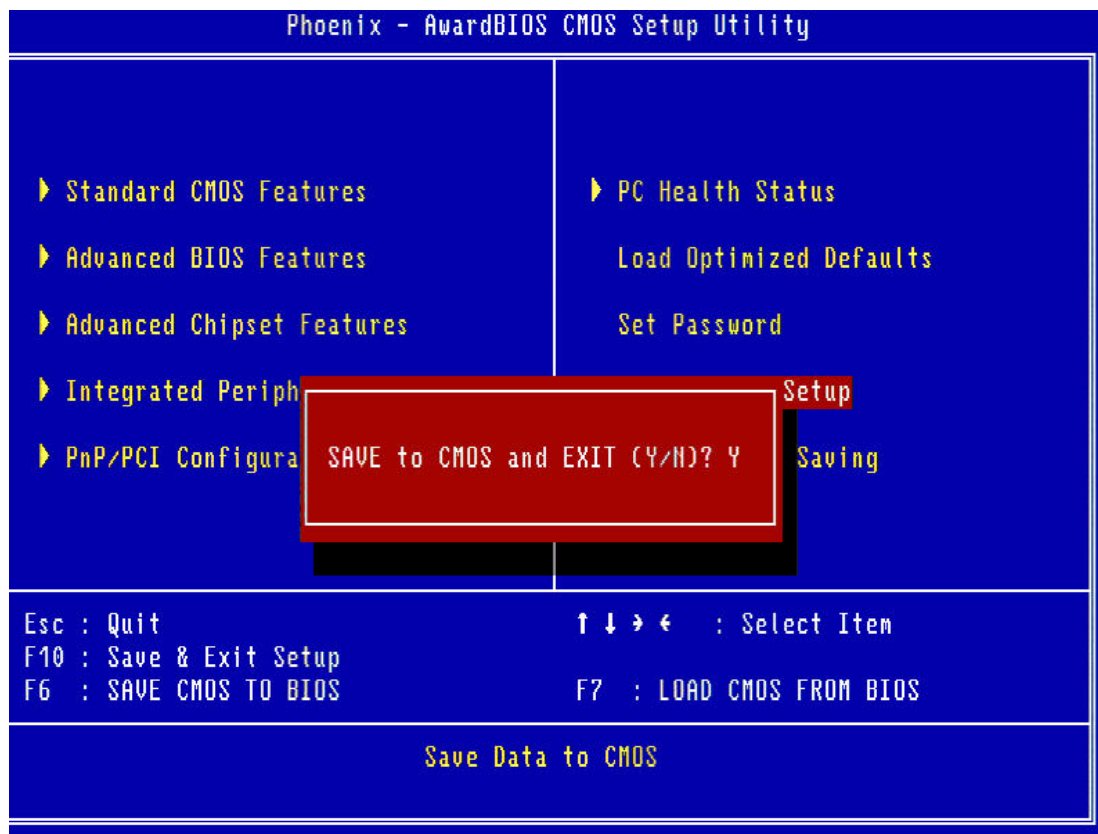 Phoenix - AwardBIOS CMOS Setup Utility
Standard CMOS Features
Advanced BIOS Features
Advanced Chipset Features
Integrated Periph
PnP/PCI Configura
PC Health Status
Load Optimized Defaults
Set Password
Setup
Saving
SAVE to CMOS and EXIT (Y/N)? Y
Esc : Quit
F10 : Save & Exit Setup
F6 : SAVE CMOS TO BIOS
↑ ↓ → ← : Select Item
F7 : LOAD CMOS FROM BIOS
Save Data to CMOS